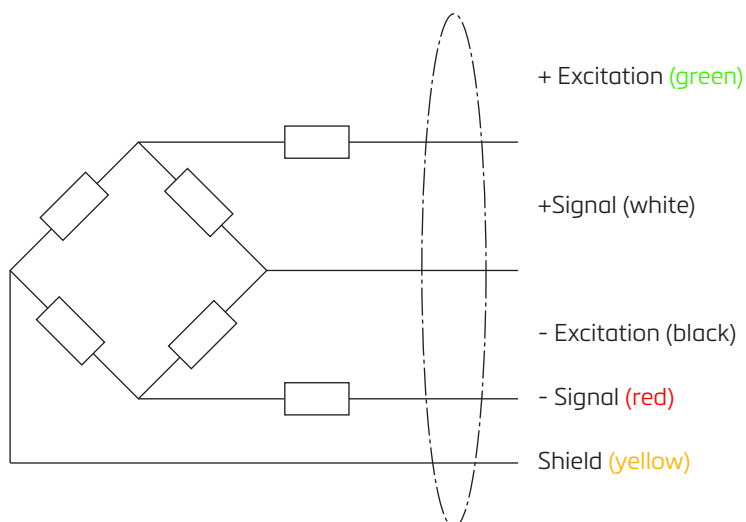 + Excitation (green)
+Signal (white)
- Excitation (black)
- Signal (red)
Shield (yellow)